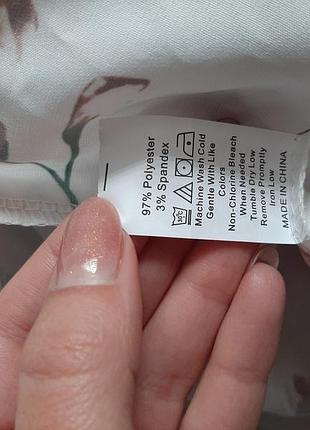 97% Polyester
3% Spandex
30°C
Machine Wash Cold
Gentle With Like
Colors
Non-Chlorine Bleach
When Needed
Tumble Dry Low
Remove Promptly
Iron Low
MADE IN CHINA